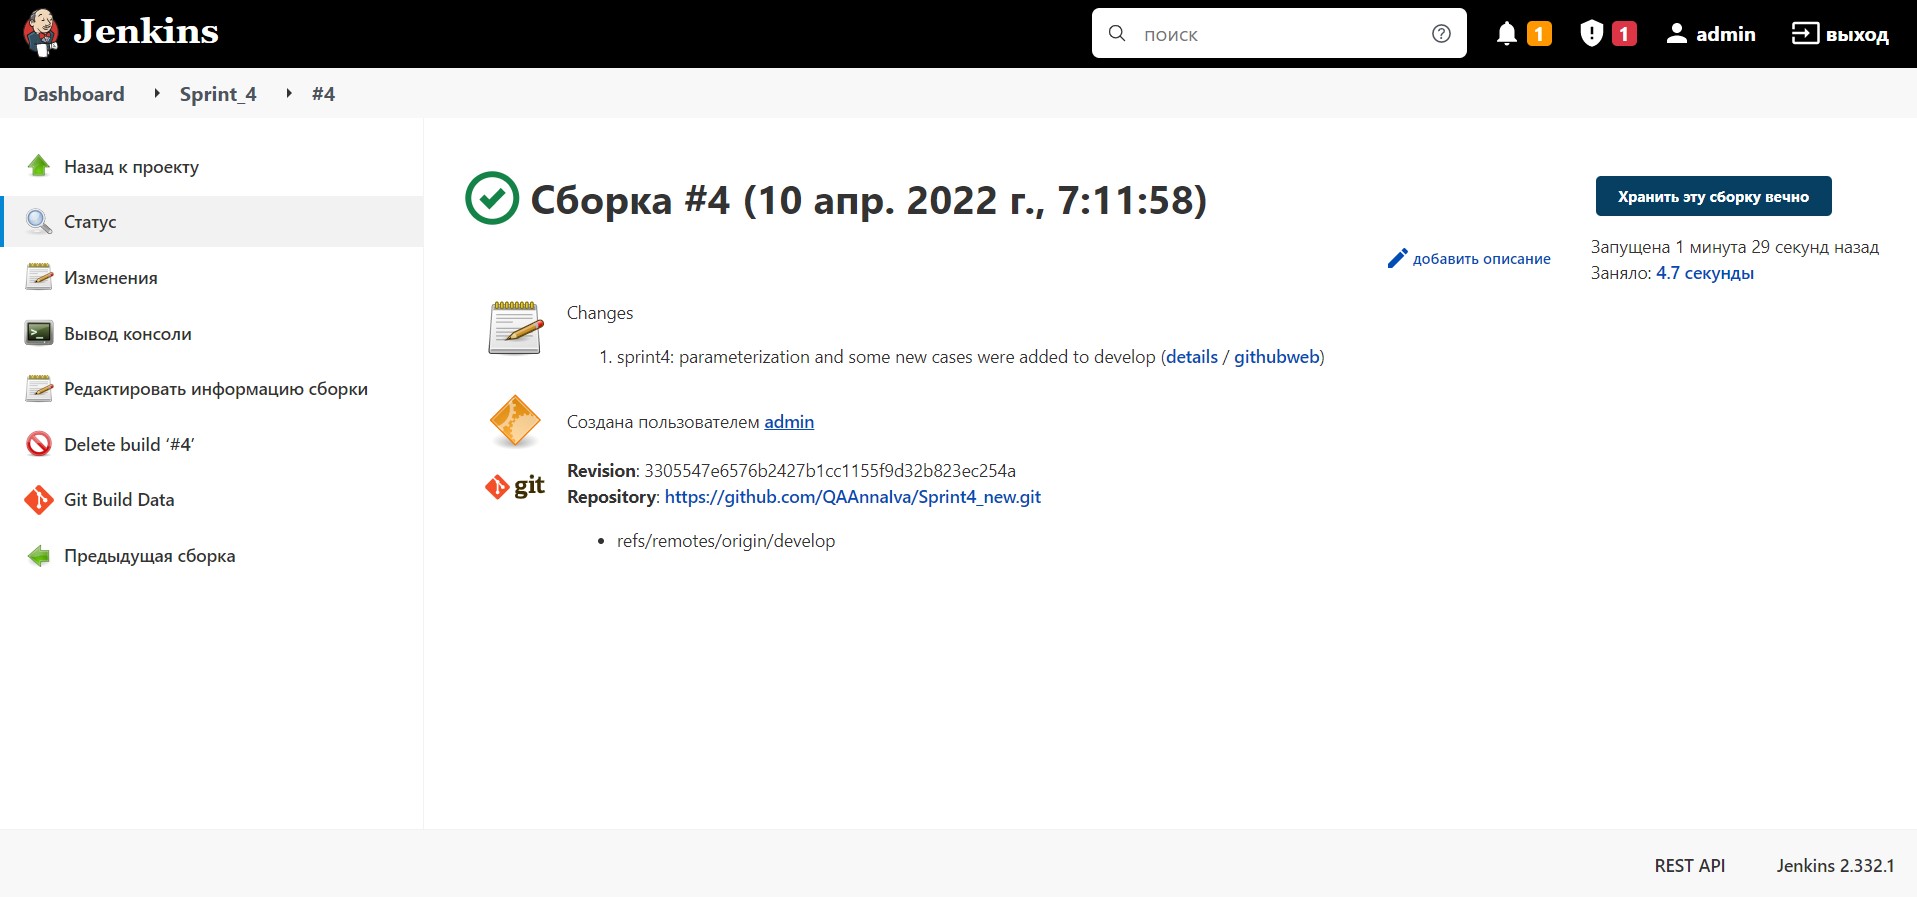 Jenkins
поиск
1
1
admin
выход
Dashboard
Sprint_4
#4
Назад к проекту
Статус
Изменения
Вывод консоли
Редактировать информацию сборки
Delete build ‘#4’
Git Build Data
Предыдущая сборка
Сборка #4 (10 апр. 2022 г., 7:11:58)
Хранить эту сборку вечно
добавить описание
Запущена 1 минута 29 секунд назад
Заняло: 4.7 секунды
Changes
1. sprint4: parameterization and some new cases were added to develop (details / githubweb)
Создана пользователем admin
git
Revision: 3305547e6576b2427b1cc1155f9d32b823ec254a
Repository: https://github.com/QAAnnaIva/Sprint4_new.git
• refs/remotes/origin/develop
REST API
Jenkins 2.332.1